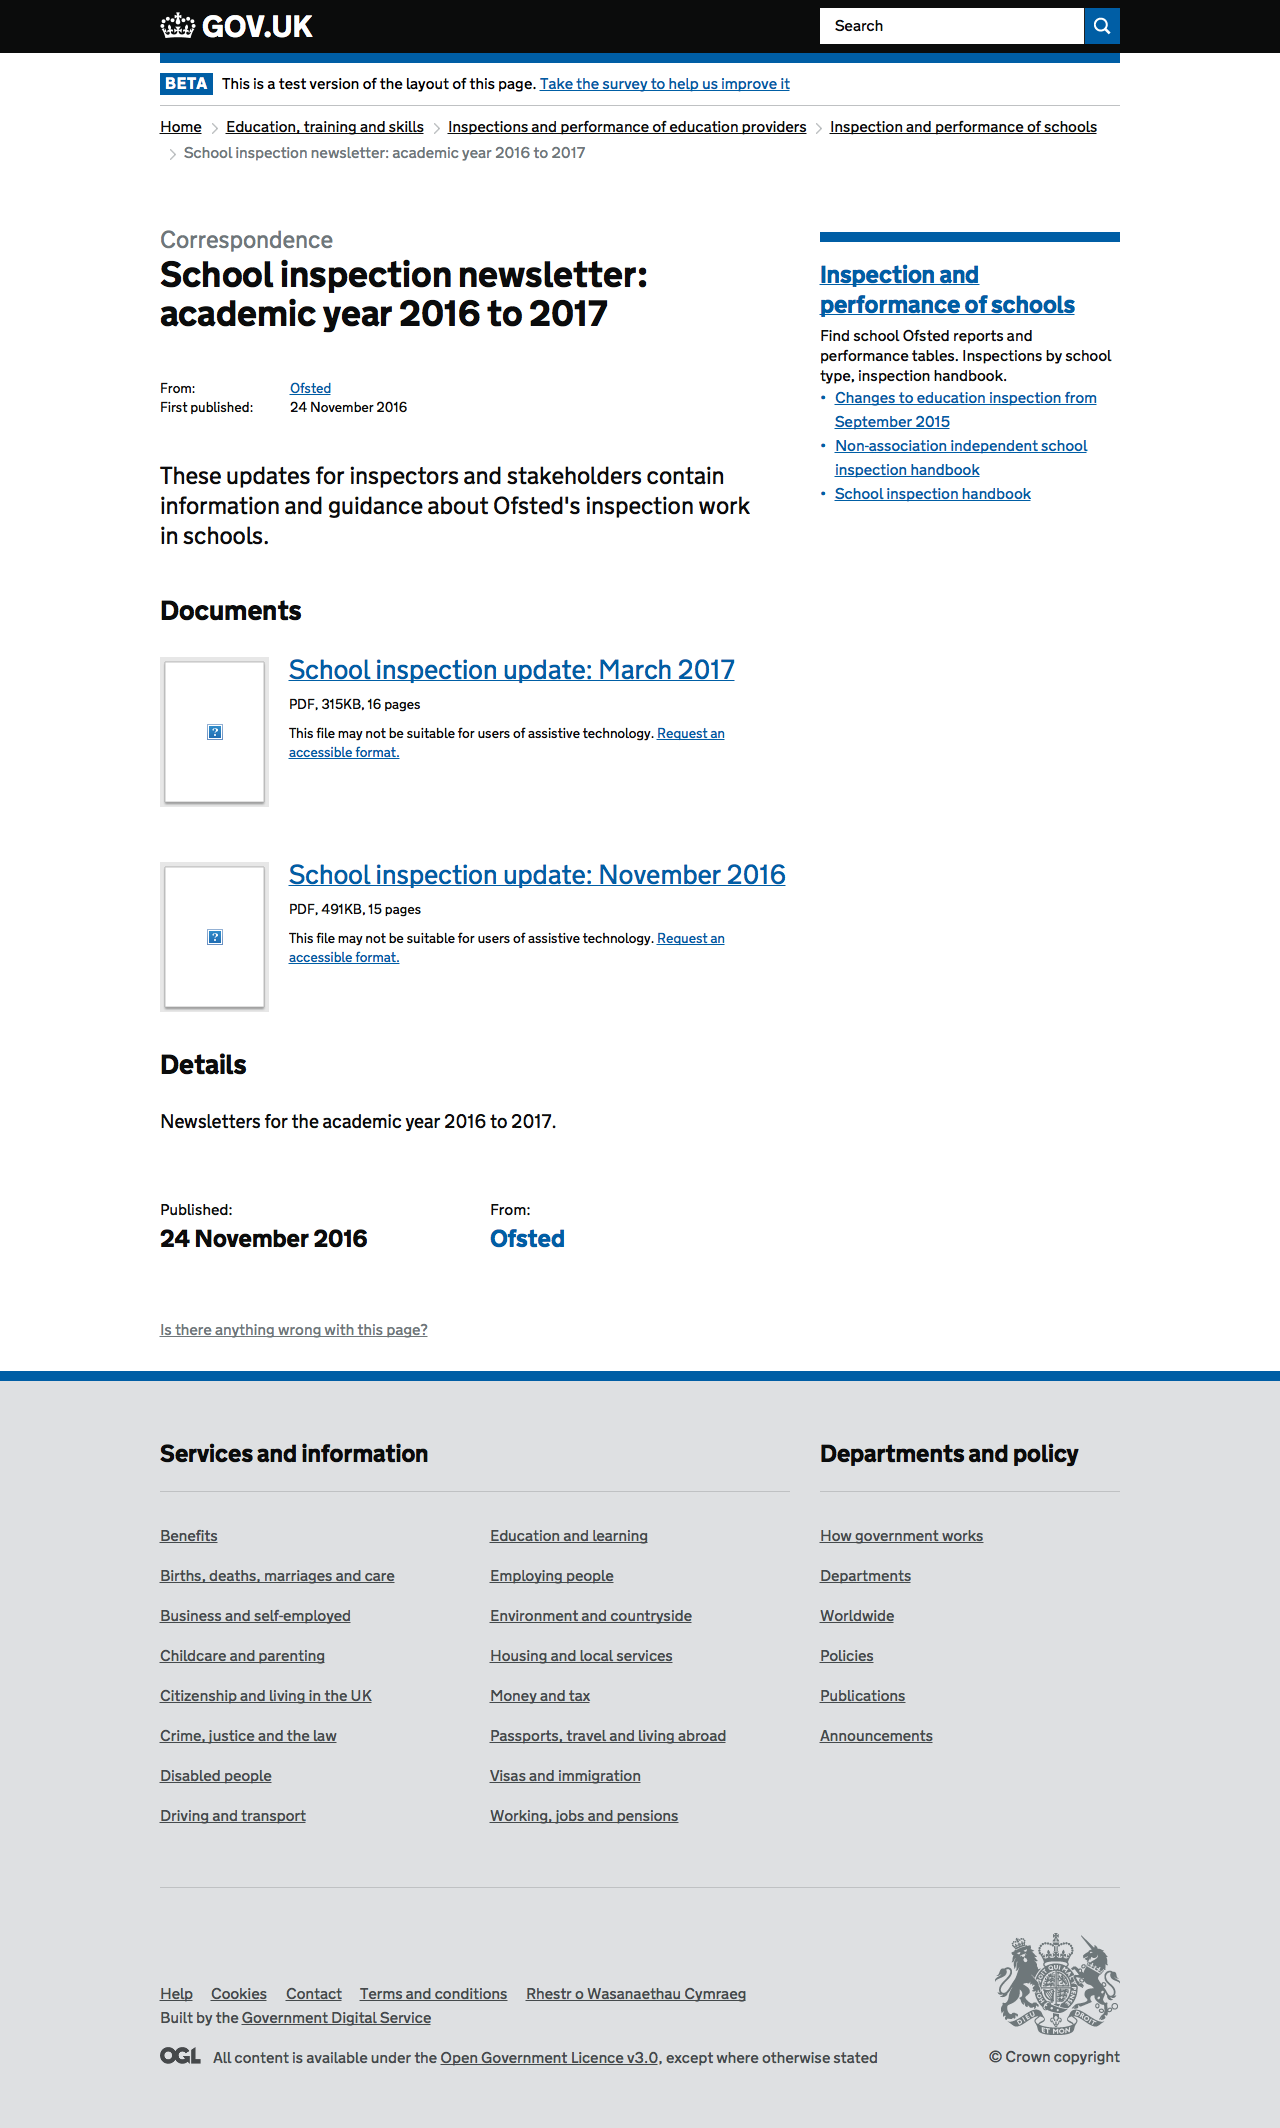 GOV.UK
Search
BETA This is a test version of the layout of this page. Take the survey to help us improve it
Home Education, training and skills Inspections and performance of education providers Inspection and performance of schools
School inspection newsletter: academic year 2016 to 2017
Correspondence
School inspection newsletter:
academic year 2016 to 2017
From: Ofsted
First published: 24 November 2016
These updates for inspectors and stakeholders contain
information and guidance about Ofsted's inspection work
in schools.
Inspection and
performance of schools
Find school Ofsted reports and
performance tables. Inspections by school
type, inspection handbook.
• Changes to education inspection from
September 2015
• Non-association independent school
inspection handbook
• School inspection handbook
Documents
School inspection update: March 2017
PDF, 315KB, 16 pages
This file may not be suitable for users of assistive technology. Request an
accessible format.
School inspection update: November 2016
PDF, 491KB, 15 pages
This file may not be suitable for users of assistive technology. Request an
accessible format.
Details
Newsletters for the academic year 2016 to 2017.
Published:
24 November 2016
From:
Ofsted
Is there anything wrong with this page?
Services and information
Benefits
Births, deaths, marriages and care
Business and self-employed
Childcare and parenting
Citizenship and living in the UK
Crime, justice and the law
Disabled people
Driving and transport
Education and learning
Employing people
Environment and countryside
Housing and local services
Money and tax
Passports, travel and living abroad
Visas and immigration
Working, jobs and pensions
Departments and policy
How government works
Departments
Worldwide
Policies
Publications
Announcements
Help Cookies Contact Terms and conditions Rhestr o Wasanaethau Cymraeg
Built by the Government Digital Service
OGL All content is available under the Open Government Licence v3.0, except where otherwise stated
DIEU ET MON DROIT
© Crown copyright